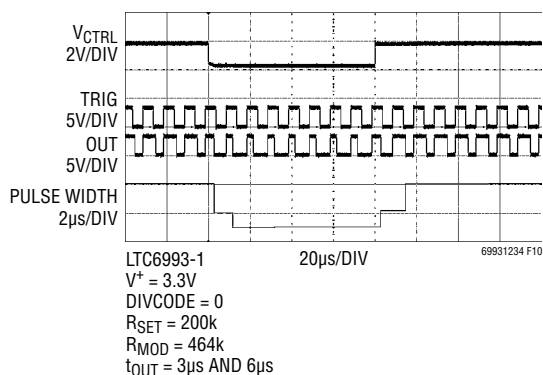 V_CTRL
2V/DIV
TRIG
5V/DIV
OUT
5V/DIV
PULSE WIDTH
2µs/DIV
20µs/DIV
69931234 F10
LTC6993-1
V⁺ = 3.3V
DIVCODE = 0
R_SET = 200k
R_MOD = 464k
t_OUT = 3µs AND 6µs